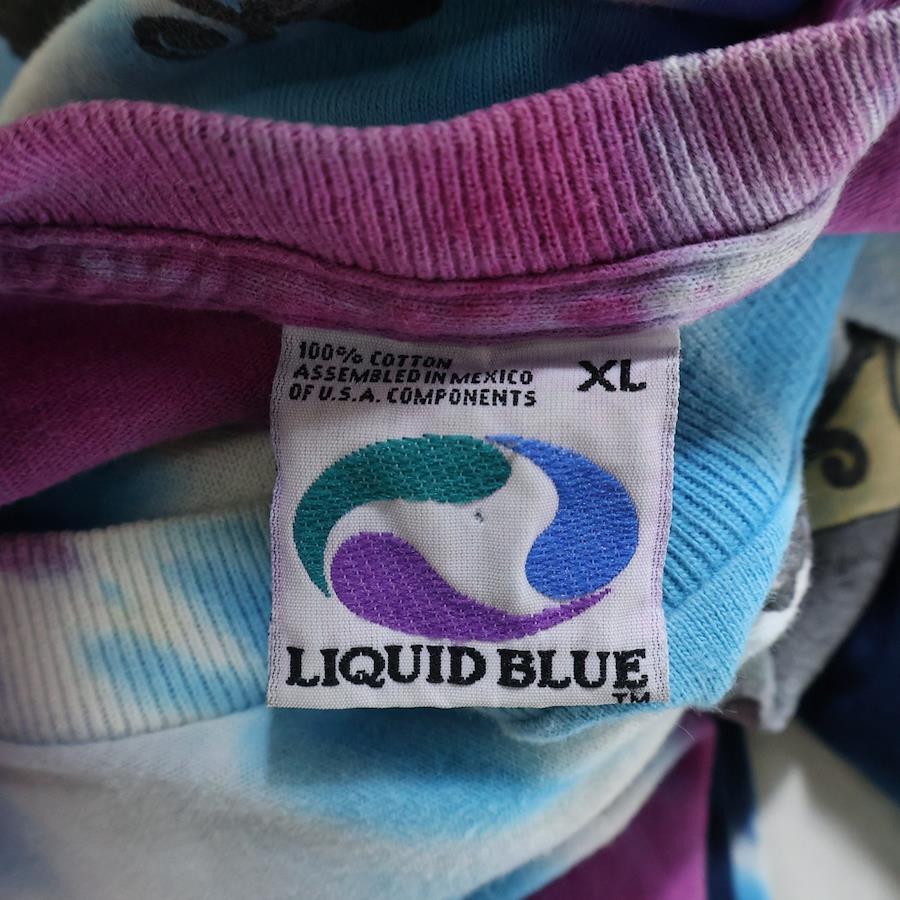 100% COTTON
ASSEMBLED IN MEXICO
OF U.S.A. COMPONENTS
XL
LIQUID BLUE
TM